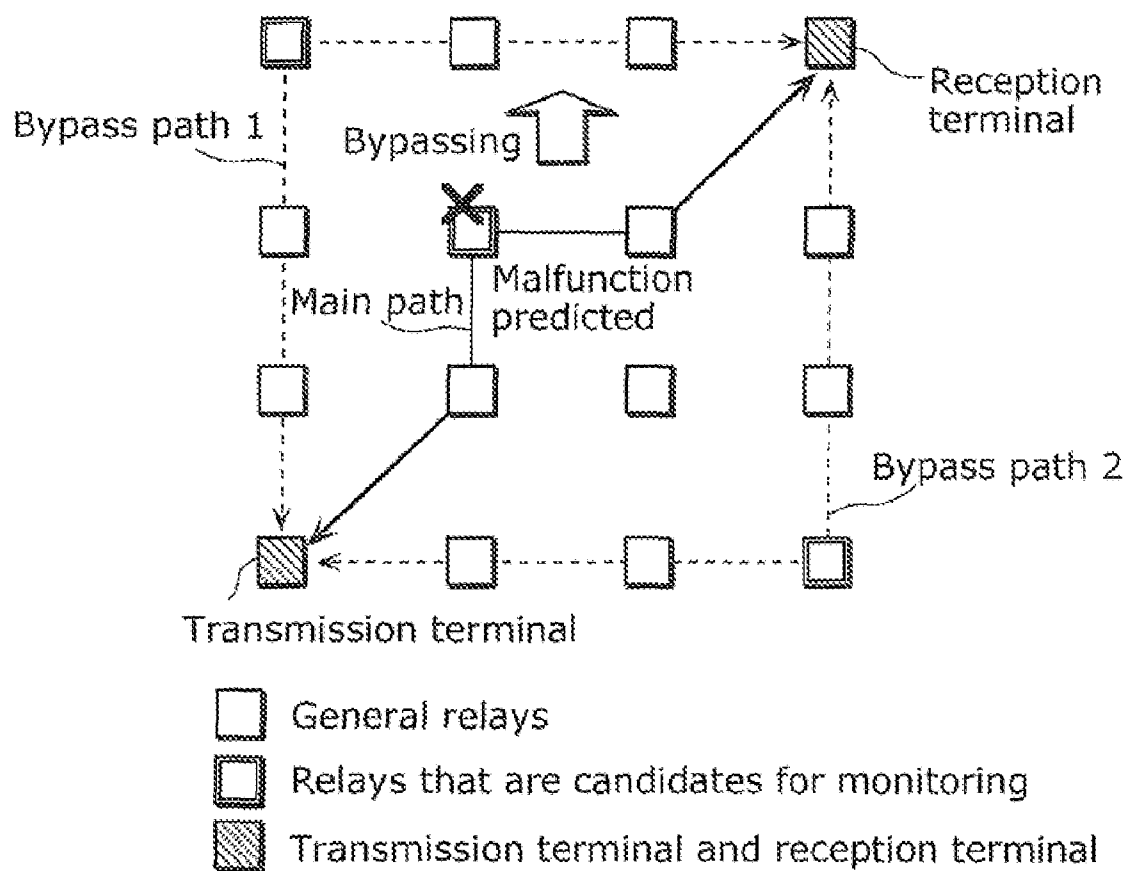 Reception
terminal
Bypass path 1
Bypassing
Malfunction
predicted
Main path
Bypass path 2
Transmission terminal
General relays
Relays that are candidates for monitoring
Transmission terminal and reception terminal